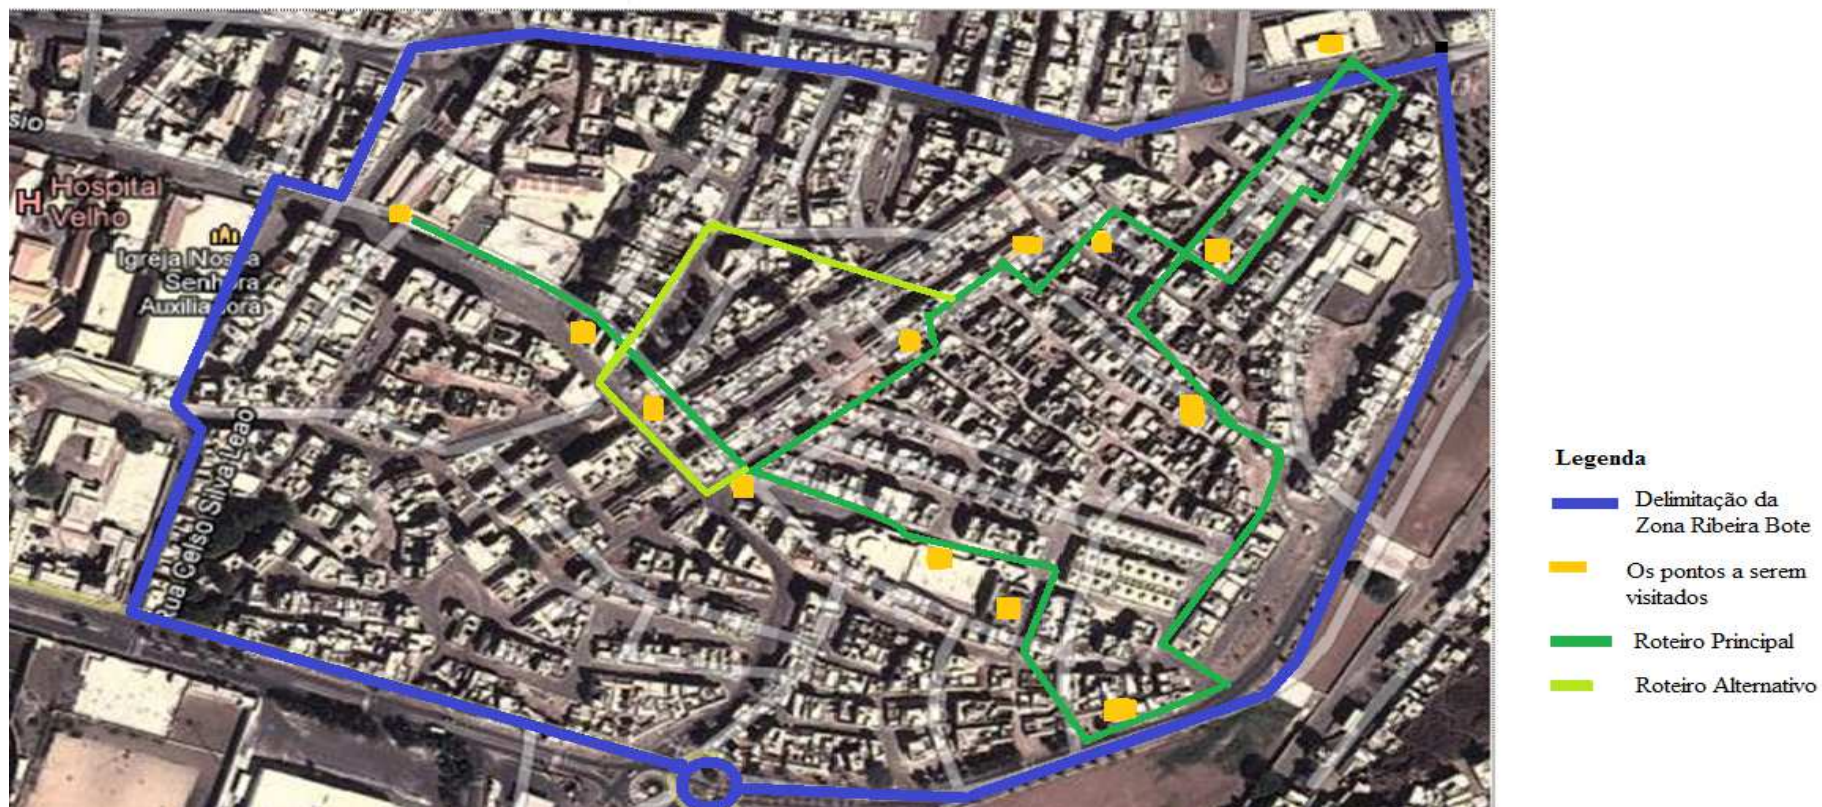 SIO
Hospital
Velho
Igreja Nossa
Senhora
Auxiliadora
Rua Celso Silva Leao
Legenda
Delimitação da
Zona Ribeira Bote
Os pontos a serem
visitados
Roteiro Principal
Roteiro Alternativo